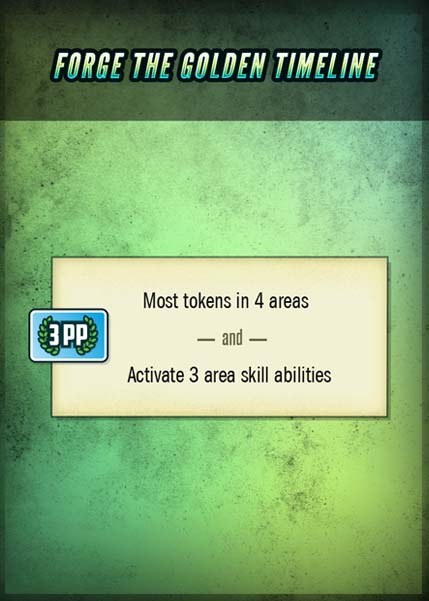 FORGE THE GOLDEN TIMELINE
Most tokens in 4 areas
— and —
3 PP
Activate 3 area skill abilities